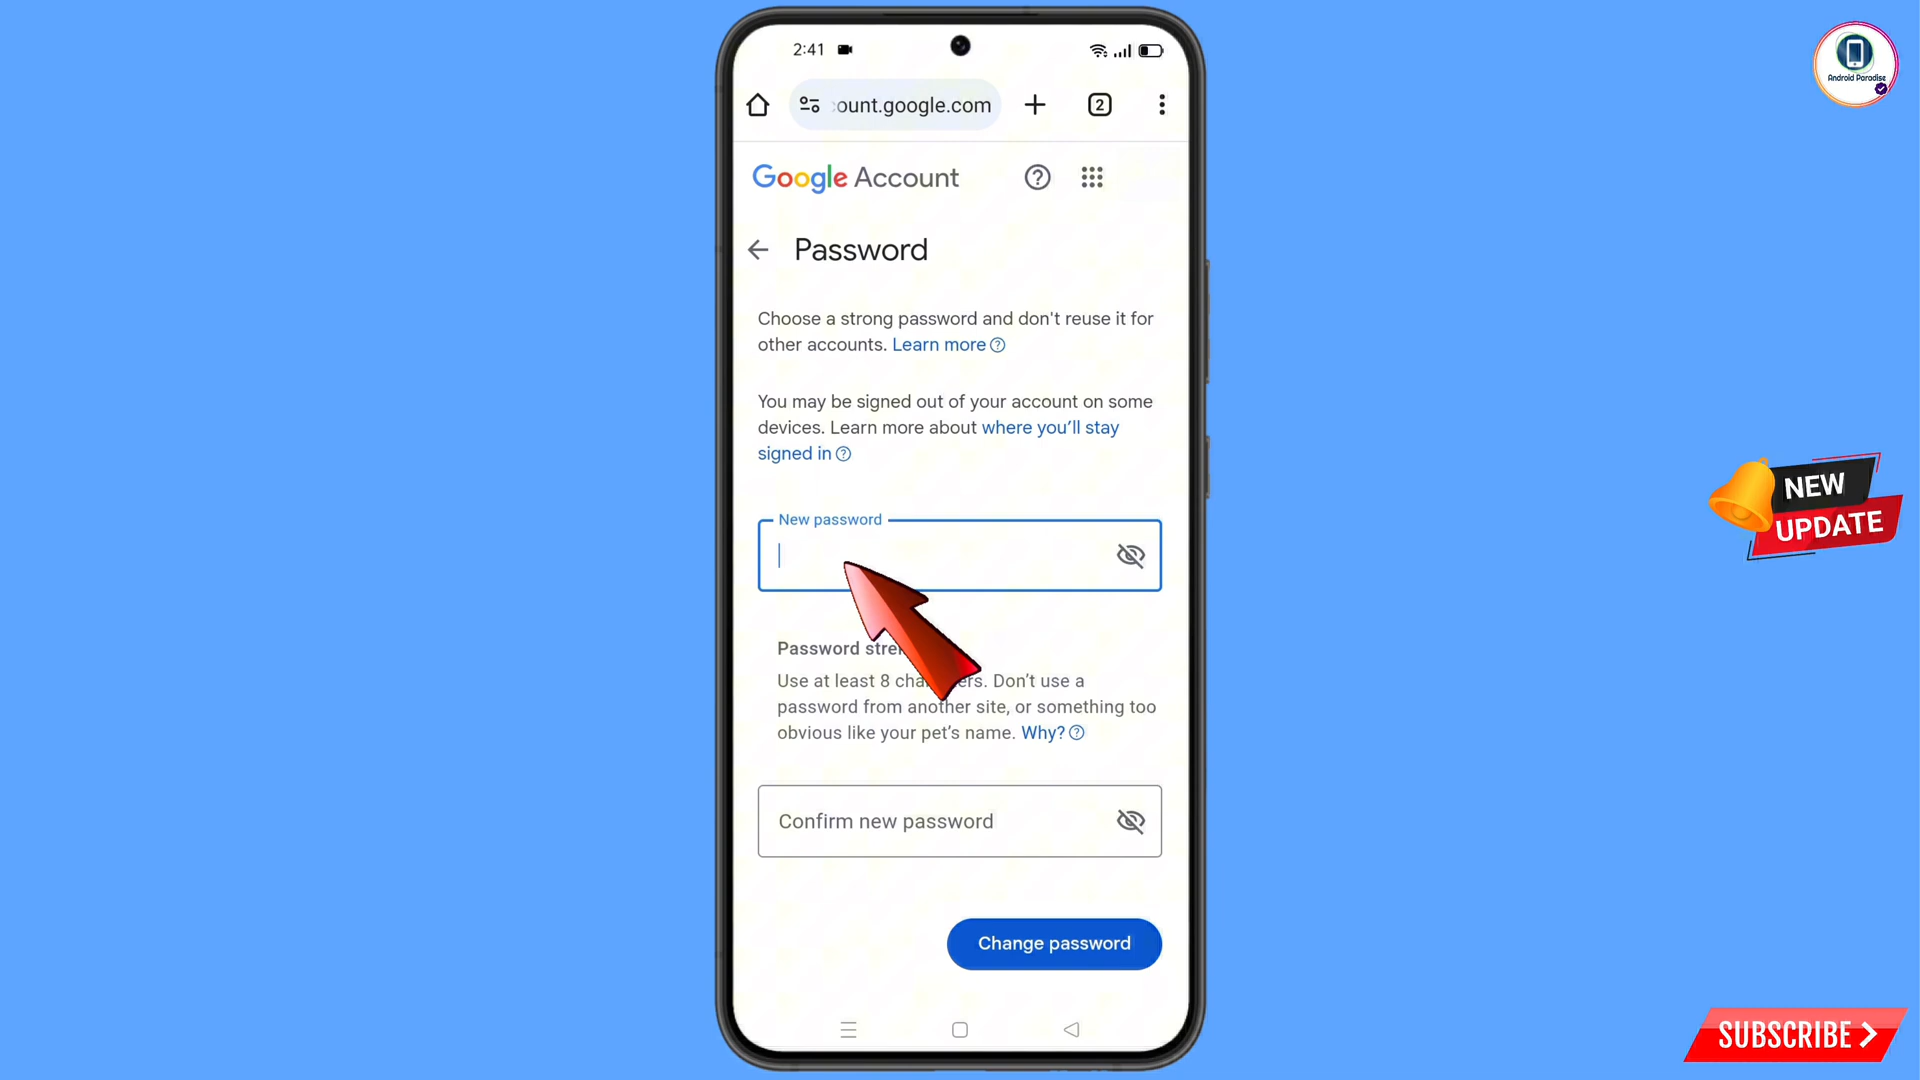 2:41
ount.google.com
2
Google Account
Password
Choose a strong password and don't reuse it for
other accounts. Learn more
You may be signed out of your account on some
devices. Learn more about where you'll stay
signed in
New password
Password
Use at least 8 Don't use a
password from another site, or something too
obvious like your pet's name. Why?
Confirm new password
Change password
Android Paradise
NEW
UPDATE
SUBSCRIBE